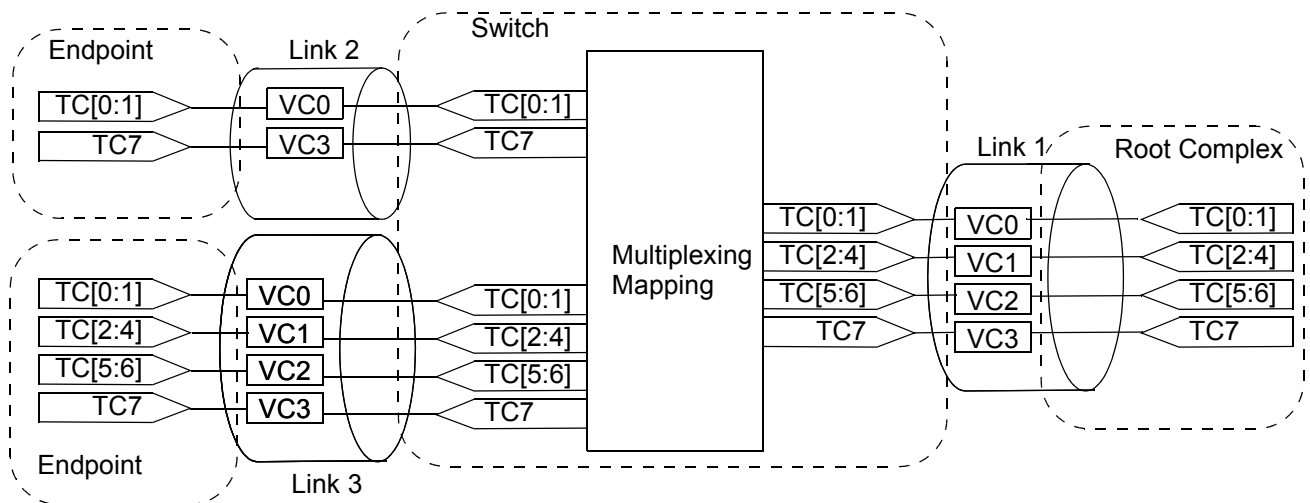 Switch
Endpoint
Link 2
TC[0:1]
VC0
TC[0:1]
TC7
VC3
TC7
Link 1
Root Complex
TC[0:1]
VC0
TC[0:1]
TC[2:4]
VC1
TC[2:4]
TC[5:6]
VC2
TC[5:6]
TC7
VC3
TC7
Multiplexing
Mapping
TC[0:1]
VC0
TC[0:1]
TC[2:4]
VC1
TC[2:4]
TC[5:6]
VC2
TC[5:6]
TC7
VC3
TC7
Endpoint
Link 3